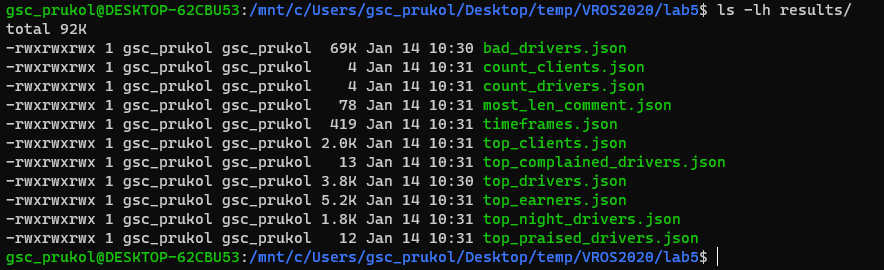 gsc_prukol@DESKTOP-62CBU53:/mnt/c/Users/gsc_prukol/Desktop/temp/VROS2020/lab5$ ls -lh results/
total 92K
-rwxrwxrwx 1 gsc_prukol gsc_prukol  69K Jan 14 10:30 bad_drivers.json
-rwxrwxrwx 1 gsc_prukol gsc_prukol    4 Jan 14 10:31 count_clients.json
-rwxrwxrwx 1 gsc_prukol gsc_prukol    4 Jan 14 10:31 count_drivers.json
-rwxrwxrwx 1 gsc_prukol gsc_prukol   78 Jan 14 10:31 most_len_comment.json
-rwxrwxrwx 1 gsc_prukol gsc_prukol  419 Jan 14 10:31 timeframes.json
-rwxrwxrwx 1 gsc_prukol gsc_prukol 2.0K Jan 14 10:31 top_clients.json
-rwxrwxrwx 1 gsc_prukol gsc_prukol   13 Jan 14 10:31 top_complained_drivers.json
-rwxrwxrwx 1 gsc_prukol gsc_prukol 3.8K Jan 14 10:30 top_drivers.json
-rwxrwxrwx 1 gsc_prukol gsc_prukol 5.2K Jan 14 10:31 top_earners.json
-rwxrwxrwx 1 gsc_prukol gsc_prukol 1.8K Jan 14 10:31 top_night_drivers.json
-rwxrwxrwx 1 gsc_prukol gsc_prukol   12 Jan 14 10:31 top_praised_drivers.json
gsc_prukol@DESKTOP-62CBU53:/mnt/c/Users/gsc_prukol/Desktop/temp/VROS2020/lab5$